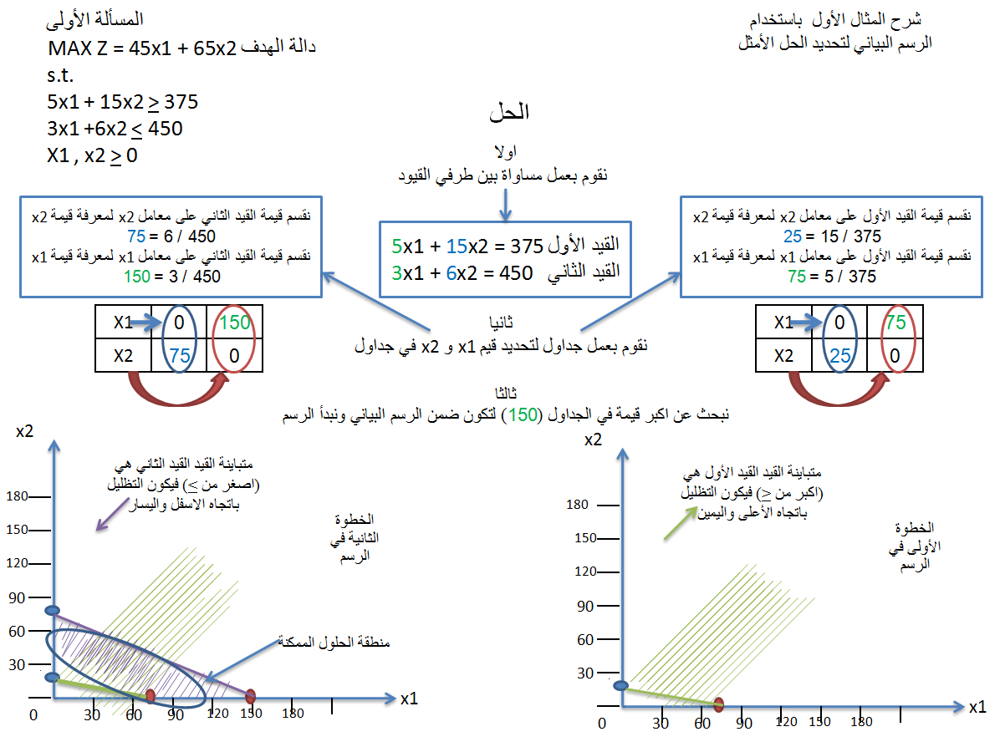 شرح المثال الأول باستخدام
الرسم البياني لتحديد الحل الأمثل
المسألة الأولى
MAX Z = 45x1 + 65x2 دالة الهدف
s.t.
5x1 + 15x2 ≥ 375
3x1 +6x2 ≤ 450
X1 , x2 ≥ 0
الحل
اولا
نقوم بعمل مساواة بين طرفي القيود
نقسم قيمة القيد الأول على معامل x2 لمعرفة قيمة x2
25 = 15 / 375
نقسم قيمة القيد الأول على معامل x1 لمعرفة قيمة x1
75 = 5 / 375
5x1 + 15x2 = 375 القيد الأول
3x1 + 6x2 = 450 القيد الثاني
نقسم قيمة القيد الثاني على معامل x2 لمعرفة قيمة x2
75 = 6 / 450
نقسم قيمة القيد الثاني على معامل x1 لمعرفة قيمة x1
150 = 3 / 450
ثانيا
نقوم بعمل جداول لتحديد قيم x1 و x2 في جداول
X1 0 75
X2 25 0
X1 0 150
X2 75 0
ثالثا
نبحث عن اكبر قيمة في الجداول (150) لتكون ضمن الرسم البياني ونبدأ الرسم
x2
متباينة القيد القيد الأول هي
(اكبر من ≥) فيكون التظليل
باتجاه الأعلى واليمين
الخطوة
الأولى في
الرسم
180
150
120
90
60
30
0 30 60 90 120 150 180
x1
x2
متباينة القيد القيد الثاني هي
(اصغر من ≤) فيكون التظليل
باتجاه الاسفل واليسار
الخطوة
الثانية في
الرسم
منطقة الحلول الممكنة
180
150
120
90
60
30
0 30 60 90 120 150 180
x1